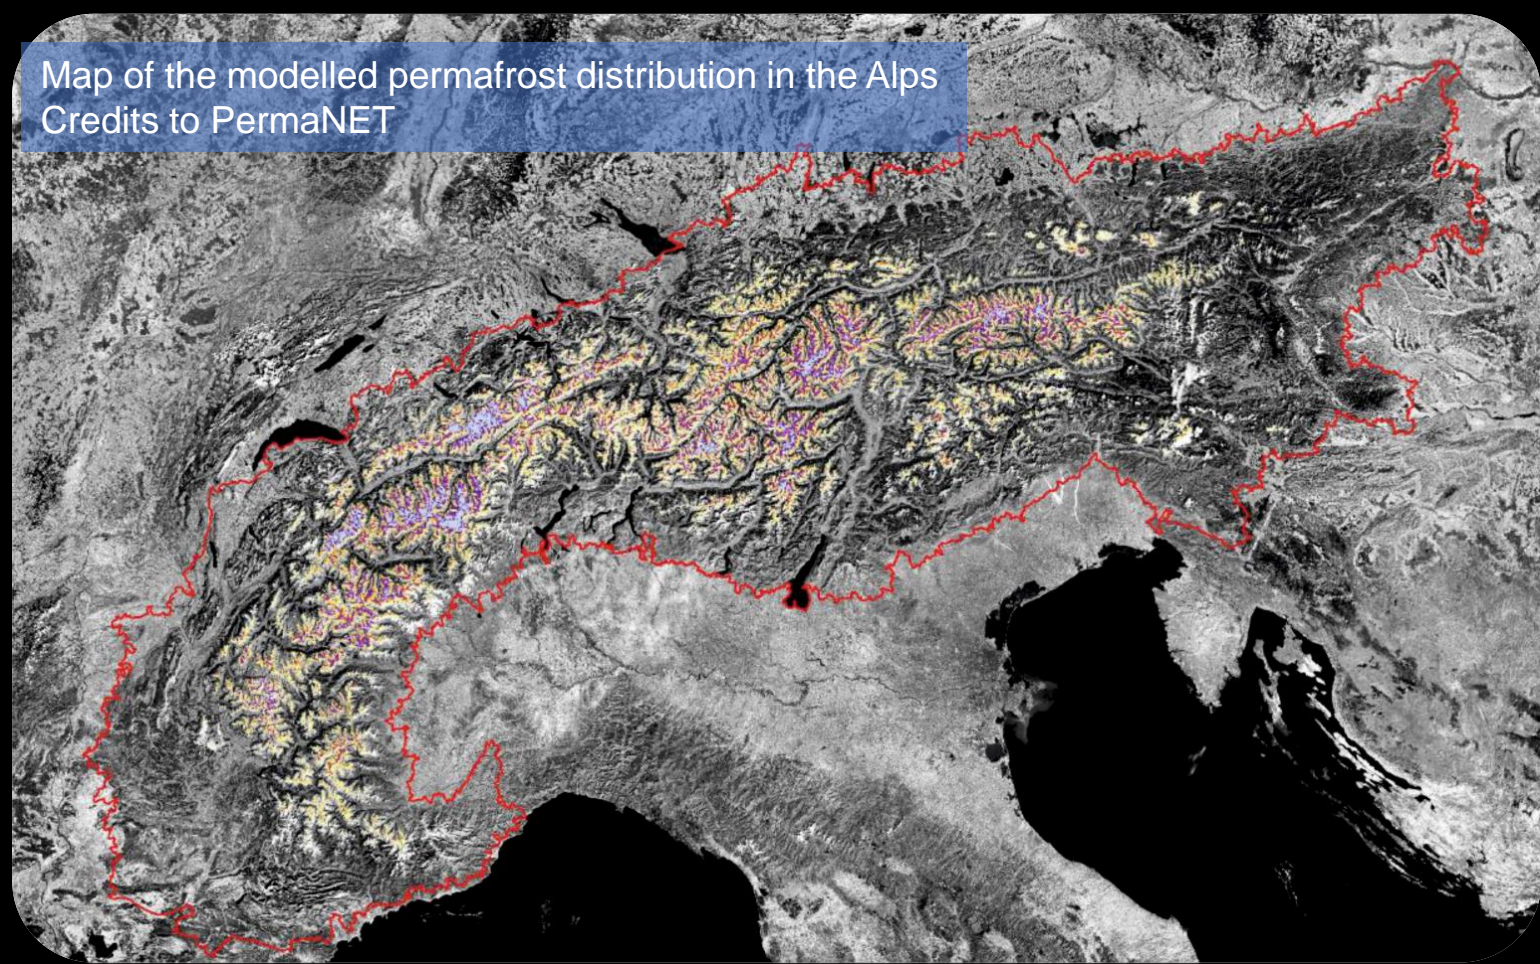 Map of the modelled permafrost distribution in the Alps
Credits to PermaNET